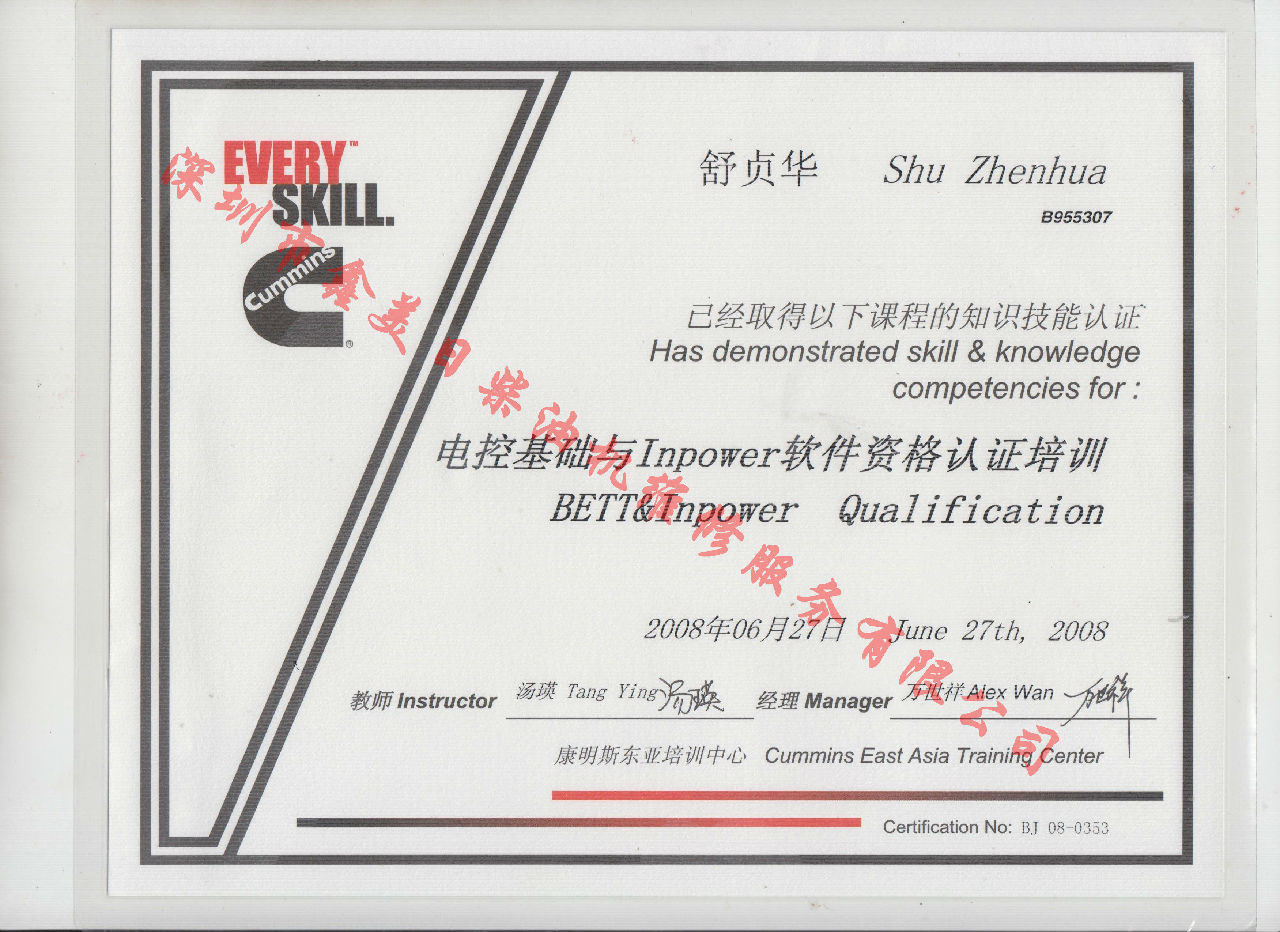 EVERY™
SKILL.
Cummins
®
舒贞华 Shu Zhenhua
B955307
已经取得以下课程的知识技能认证
Has demonstrated skill & knowledge
competencies for :
电控基础与Inpower软件资格认证培训
BETT&Inpower Qualification
2008年06月27日 June 27th, 2008
教师 Instructor 汤瑛 Tang Ying 汤瑛 经理 Manager 万世祥 Alex Wan 万世祥
康明斯东亚培训中心 Cummins East Asia Training Center
Certification No: BJ 08-0353
深圳市鑫美日柴油机维修服务有限公司